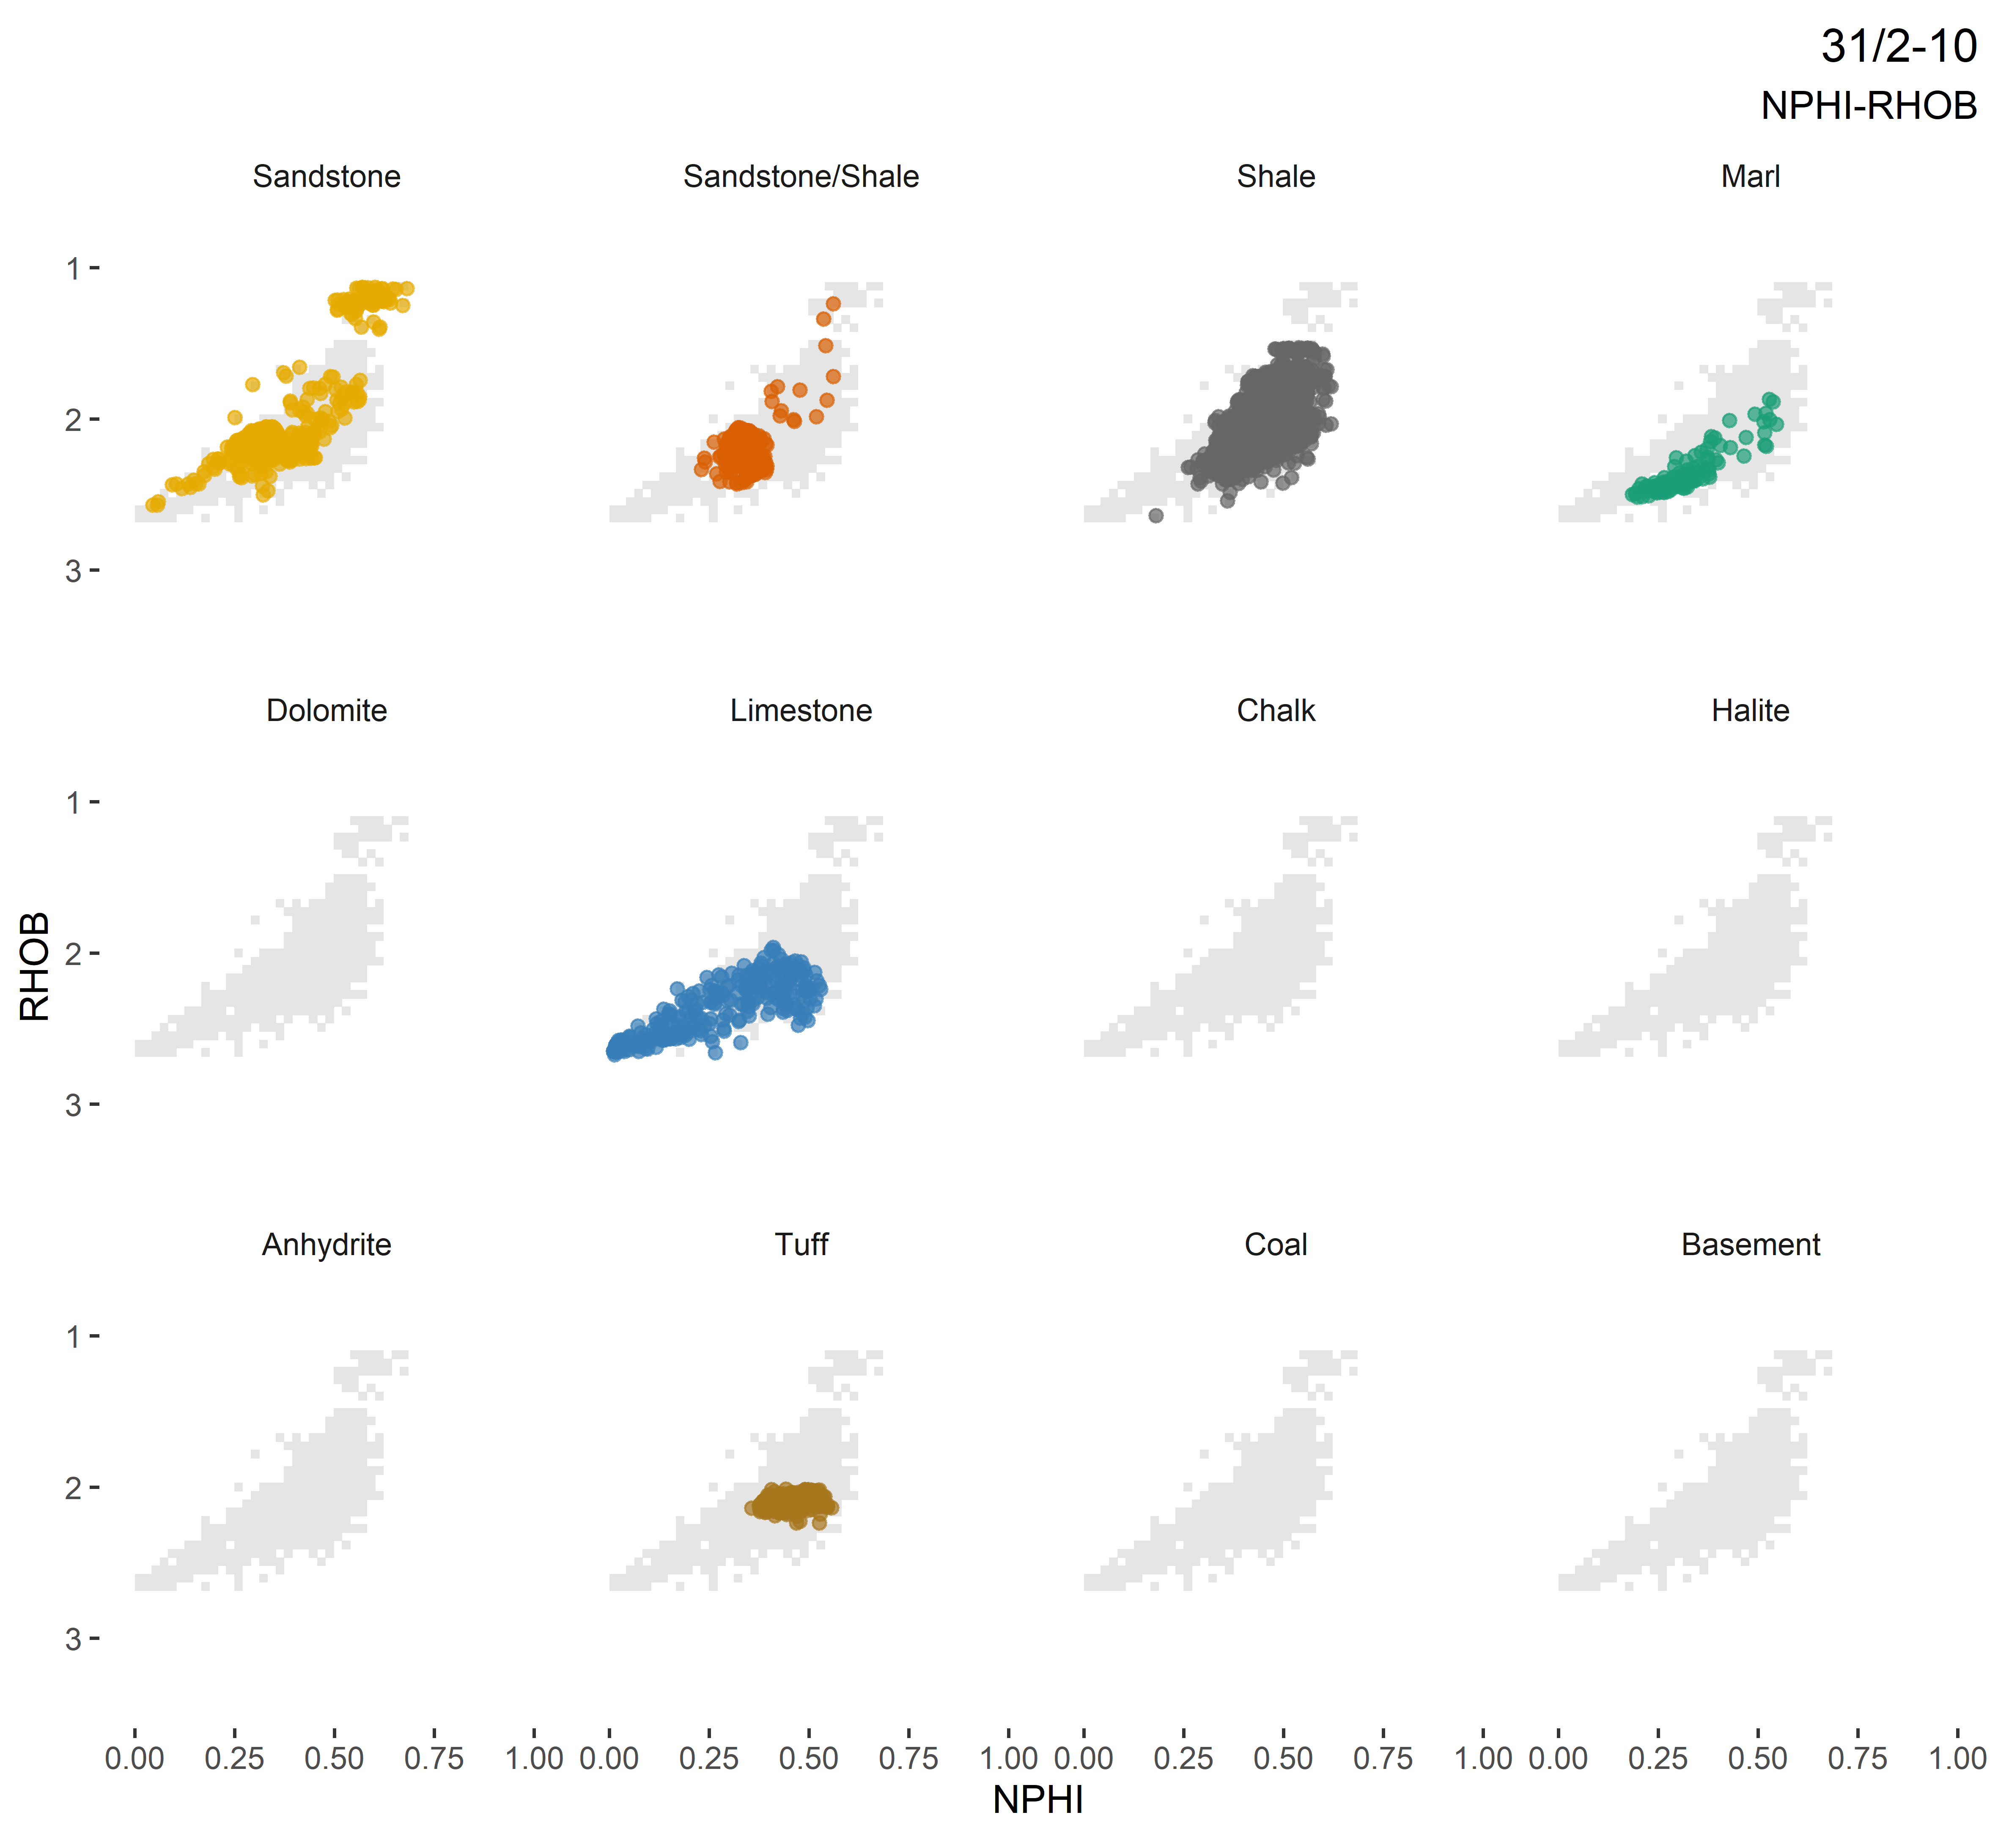 31/2-10
NPHI-RHOB
Sandstone Sandstone/Shale Shale Marl
1
2
3
Dolomite Limestone Chalk Halite
1
2
3
RHOB
Anhydrite Tuff Coal Basement
1
2
3
0.00 0.25 0.50 0.75 1.00 0.00 0.25 0.50 0.75 1.00 0.00 0.25 0.50 0.75 1.00 0.00 0.25 0.50 0.75 1.00
NPHI